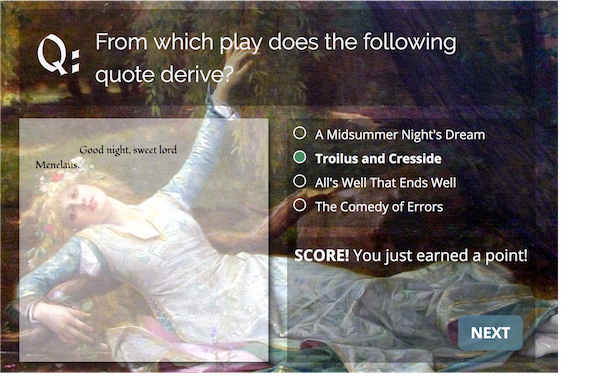 Q: From which play does the following
quote derive?
Good night, sweet lord
Menelaus.
A Midsummer Night's Dream
Troilus and Cresside
All's Well That Ends Well
The Comedy of Errors
SCORE! You just earned a point!
NEXT